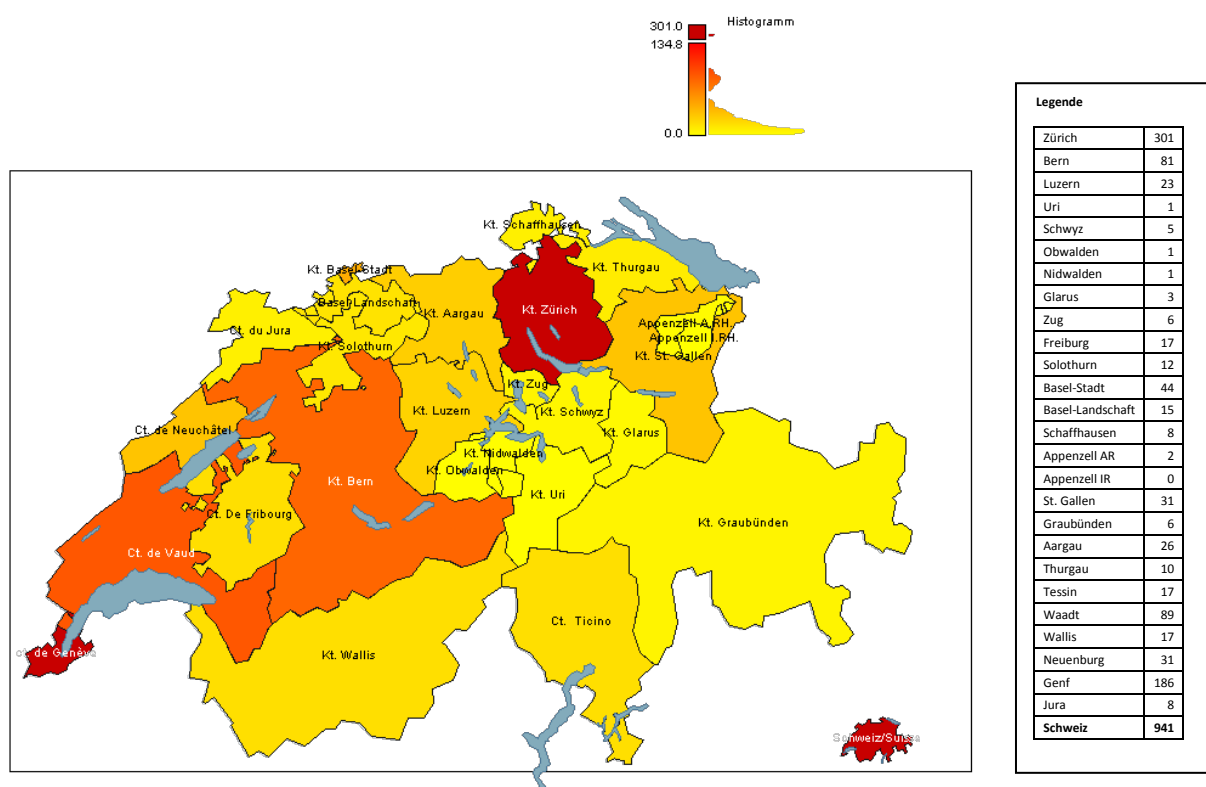 301.0
Histogramm
134.8
0.0
Legende
Zürich 301
Bern 81
Luzern 23
Uri 1
Schwyz 5
Obwalden 1
Nidwalden 1
Glarus 3
Zug 6
Freiburg 17
Solothurn 12
Basel-Stadt 44
Basel-Landschaft 15
Schaffhausen 8
Appenzell AR 2
Appenzell IR 0
St. Gallen 31
Graubünden 6
Aargau 26
Thurgau 10
Tessin 17
Waadt 89
Wallis 17
Neuenburg 31
Genf 186
Jura 8
Schweiz 941
Kt. Schaffhausen
Kt. Basel-Stadt
Kt. Thurgau
Basel-Landschaft
Kt. Aargau
Kt. Zürich
Ct. du Jura
Appenzell A.RH.
Appenzell I.RH.
Kt. Solothurn
Kt. St. Gallen
Kt. Zug
Kt. Luzern
Kt. Schwyz
Ct. de Neuchâtel
Kt. Glarus
Kt. Nidwalden
Kt. Obwalden
Kt. Bern
Kt. Uri
Ct. De Fribourg
Kt. Graubünden
Ct. de Vaud
Ct. Ticino
ct. de Genève
Kt. Wallis
Schweiz/Suisse